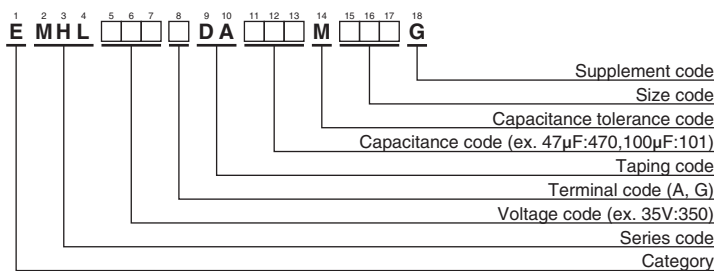 1 2 3 4 5 6 7 8 9 10 11 12 13 14 15 16 17 18
E MHL □□□ □ DA □□□ M □□□ G
Supplement code
Size code
Capacitance tolerance code
Capacitance code (ex. 47µF:470,100µF:101)
Taping code
Terminal code (A, G)
Voltage code (ex. 35V:350)
Series code
Category